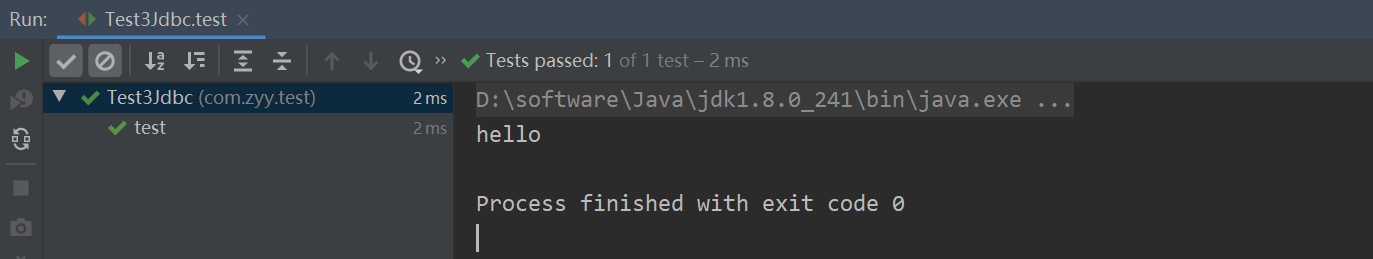 Run: Test3Jdbc.test ×
Tests passed: 1 of 1 test – 2 ms
Test3Jdbc (com.zyy.test) 2 ms
test 2 ms
D:\software\Java\jdk1.8.0_241\bin\java.exe ...
hello
Process finished with exit code 0